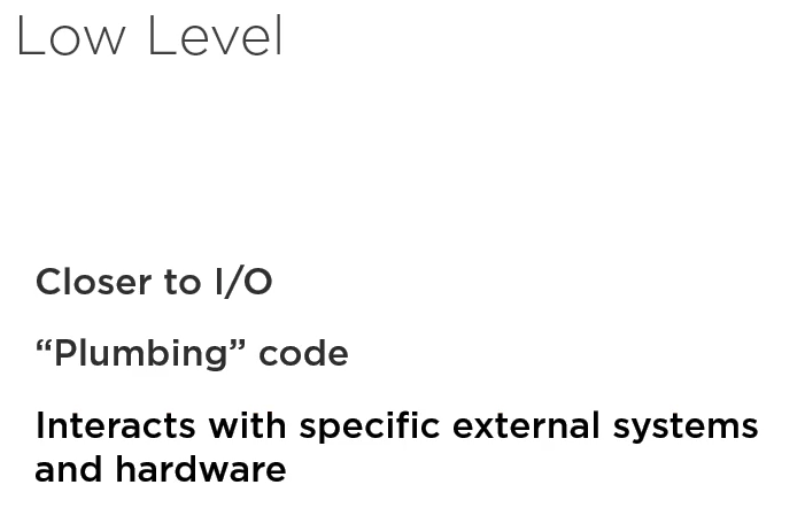 Low Level
Closer to I/O
“Plumbing” code
Interacts with specific external systems
and hardware